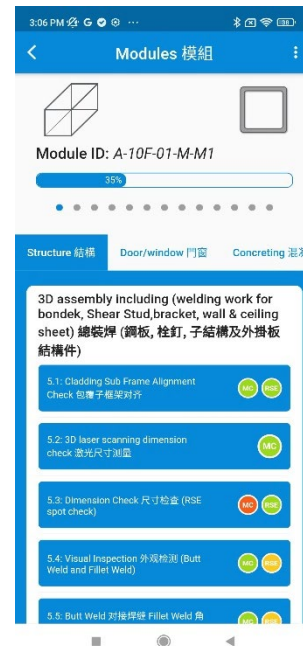 3:06 PM
Modules 模組
Module ID: A-10F-01-M-M1
35%
Structure 結構 Door/window 門窗 Concreting 混凝
3D assembly including (welding
work for
bondek, Shear Stud,bracket, wall & ceiling
sheet) 總裝焊 (鋼板, 栓釘, 子結構及外掛板
結構件)
5.1: Cladding Sub Frame Alignment
Check 包覆子框架对齐
MC RSE
5.2: 3D laser scanning dimension
check 激光尺寸测量
MC
5.3: Dimension Check 尺寸检查 (RSE
spot check)
MC RSE
5.4: Visual Inspection 外观检测 (Butt
Weld and Fillet Weld)
MC RSE
5.5: Butt Weld 对接焊缝 Fillet Weld 角